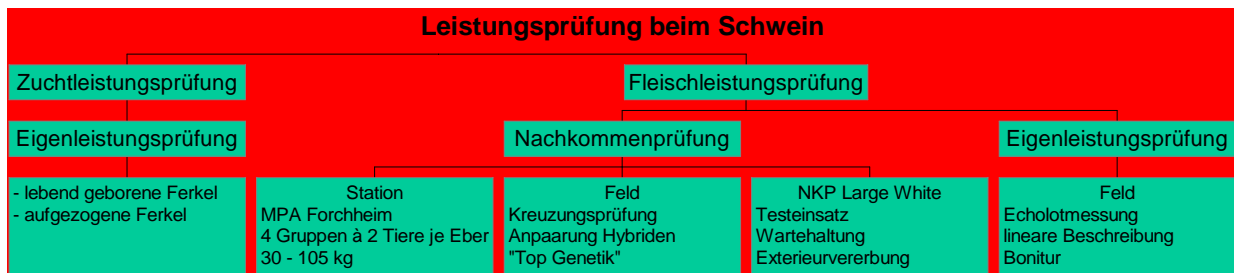 Leistungsprüfung beim Schwein
Zuchtleistungsprüfung
Fleischleistungsprüfung
Eigenleistungsprüfung
Nachkommenprüfung
Eigenleistungsprüfung
- lebend geborene Ferkel
- aufgezogene Ferkel
Station
MPA Forchheim
4 Gruppen à 2 Tiere je Eber
30 - 105 kg
Feld
Kreuzungsprüfung
Anpaarung Hybriden
"Top Genetik"
NKP Large White
Testeinsatz
Wartehaltung
Exterieurvererbung
Feld
Echolotmessung
lineare Beschreibung
Bonitur